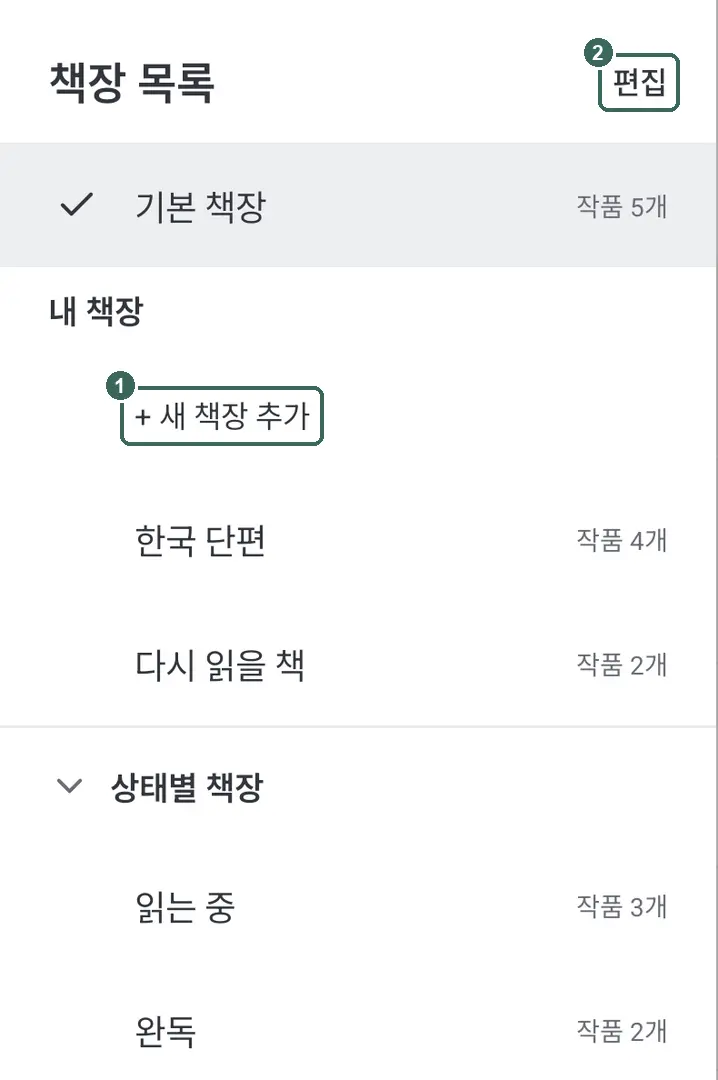 책장 목록
2
편집
기본 책장 작품 5개
내 책장
1
+ 새 책장 추가
한국 단편 작품 4개
다시 읽을 책 작품 2개
상태별 책장
읽는 중 작품 3개
완독 작품 2개